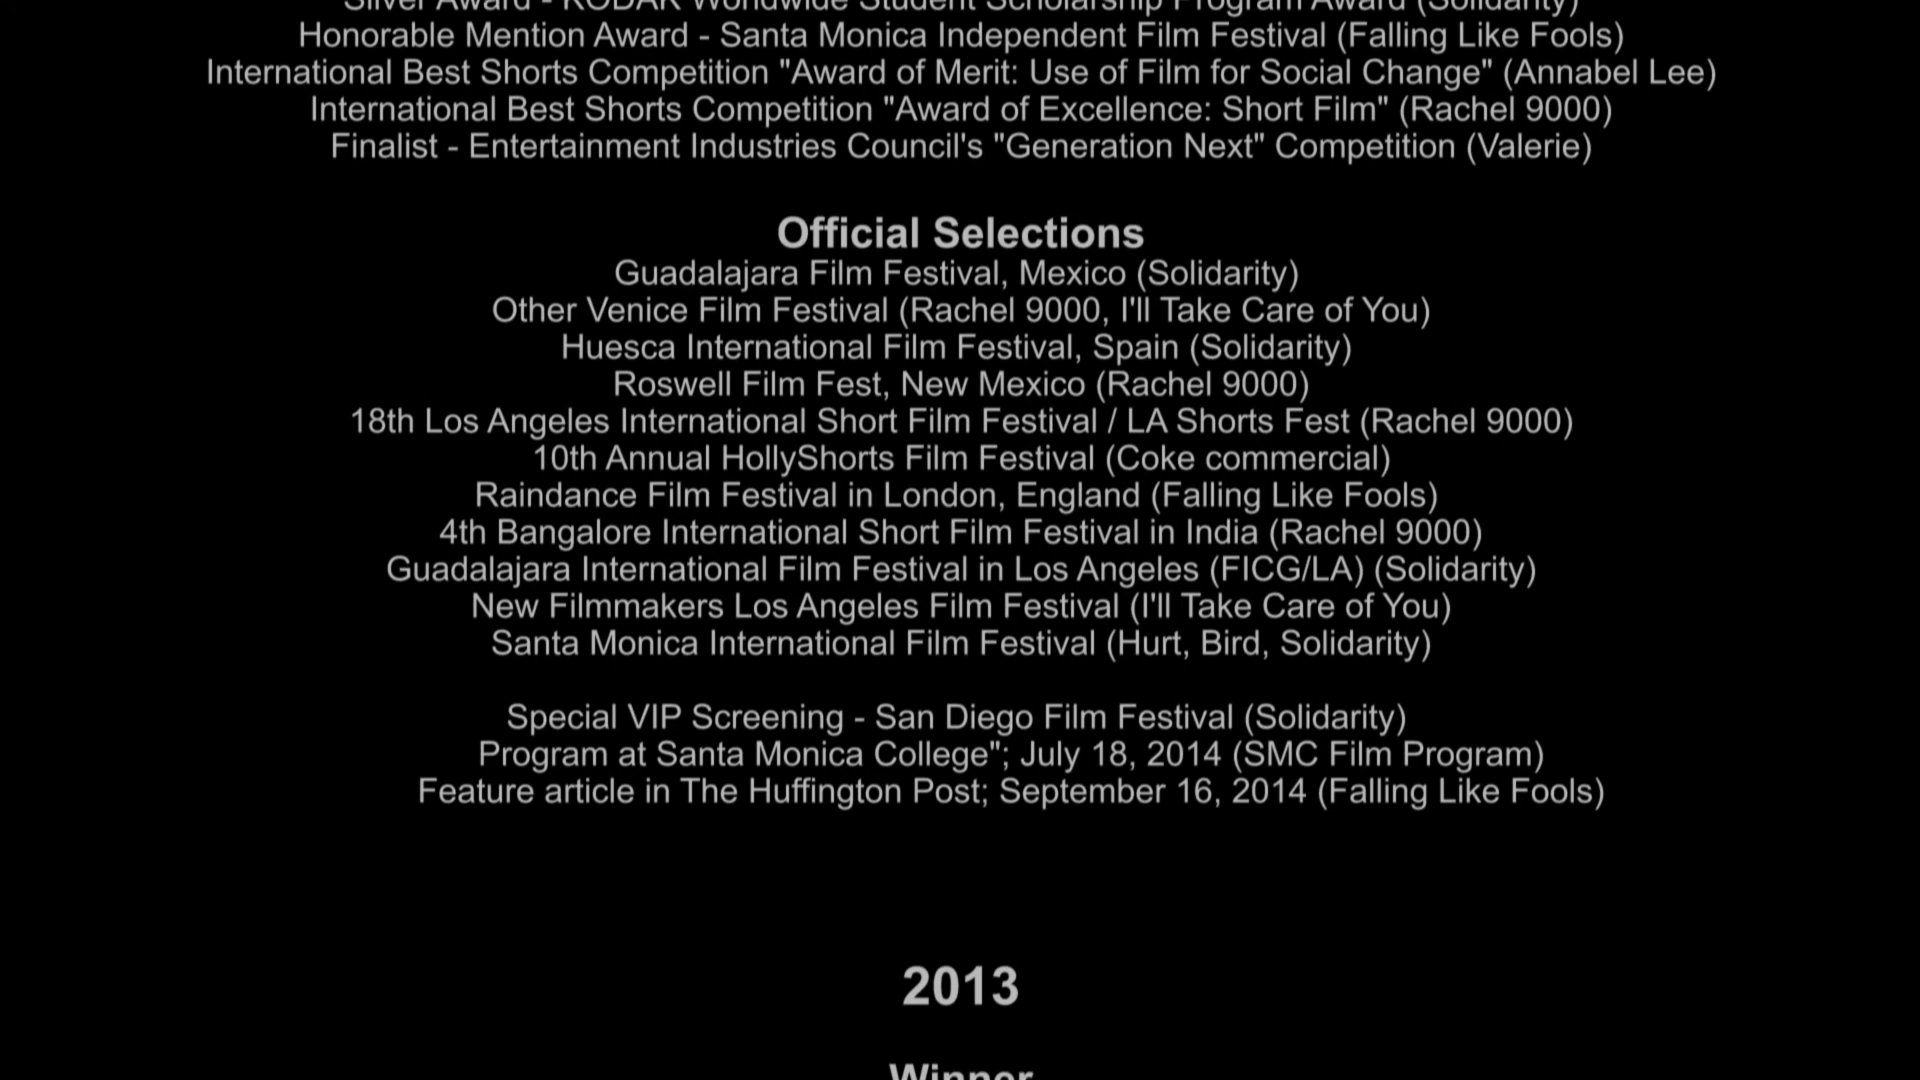 Silver Award - KODAK Worldwide Student Scholarship Program Award (Solidarity)
Honorable Mention Award - Santa Monica Independent Film Festival (Falling Like Fools)
International Best Shorts Competition "Award of Merit: Use of Film for Social Change" (Annabel Lee)
International Best Shorts Competition "Award of Excellence: Short Film" (Rachel 9000)
Finalist - Entertainment Industries Council's "Generation Next" Competition (Valerie)
Official Selections
Guadalajara Film Festival, Mexico (Solidarity)
Other Venice Film Festival (Rachel 9000, I'll Take Care of You)
Huesca International Film Festival, Spain (Solidarity)
Roswell Film Fest, New Mexico (Rachel 9000)
18th Los Angeles International Short Film Festival / LA Shorts Fest (Rachel 9000)
10th Annual HollyShorts Film Festival (Coke commercial)
Raindance Film Festival in London, England (Falling Like Fools)
4th Bangalore International Short Film Festival in India (Rachel 9000)
Guadalajara International Film Festival in Los Angeles (FICG/LA) (Solidarity)
New Filmmakers Los Angeles Film Festival (I'll Take Care of You)
Santa Monica International Film Festival (Hurt, Bird, Solidarity)
Special VIP Screening - San Diego Film Festival (Solidarity)
Program at Santa Monica College"; July 18, 2014 (SMC Film Program)
Feature article in The Huffington Post; September 16, 2014 (Falling Like Fools)
2013
Winner